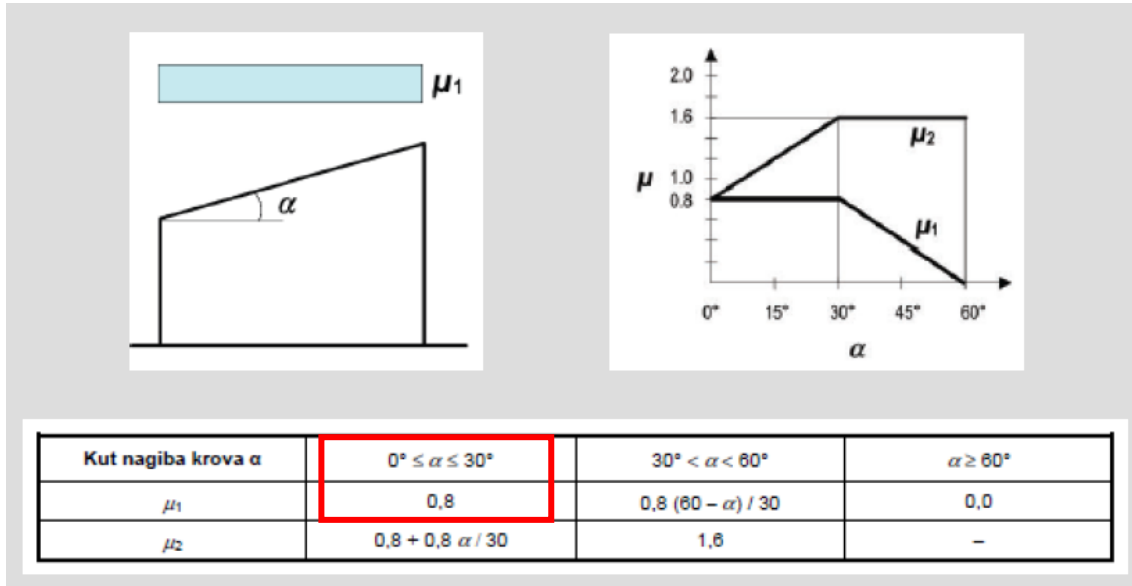 μ1
α
2.0
1.6
1.0
0.8
μ
μ2
μ1
0° 15° 30° 45° 60°
α
Kut nagiba krova α 0° ≤ α ≤ 30° 30° < α < 60° α ≥ 60°
μ1 0,8 0,8 (60 – α) / 30 0,0
μ2 0,8 + 0,8 α / 30 1,6 –